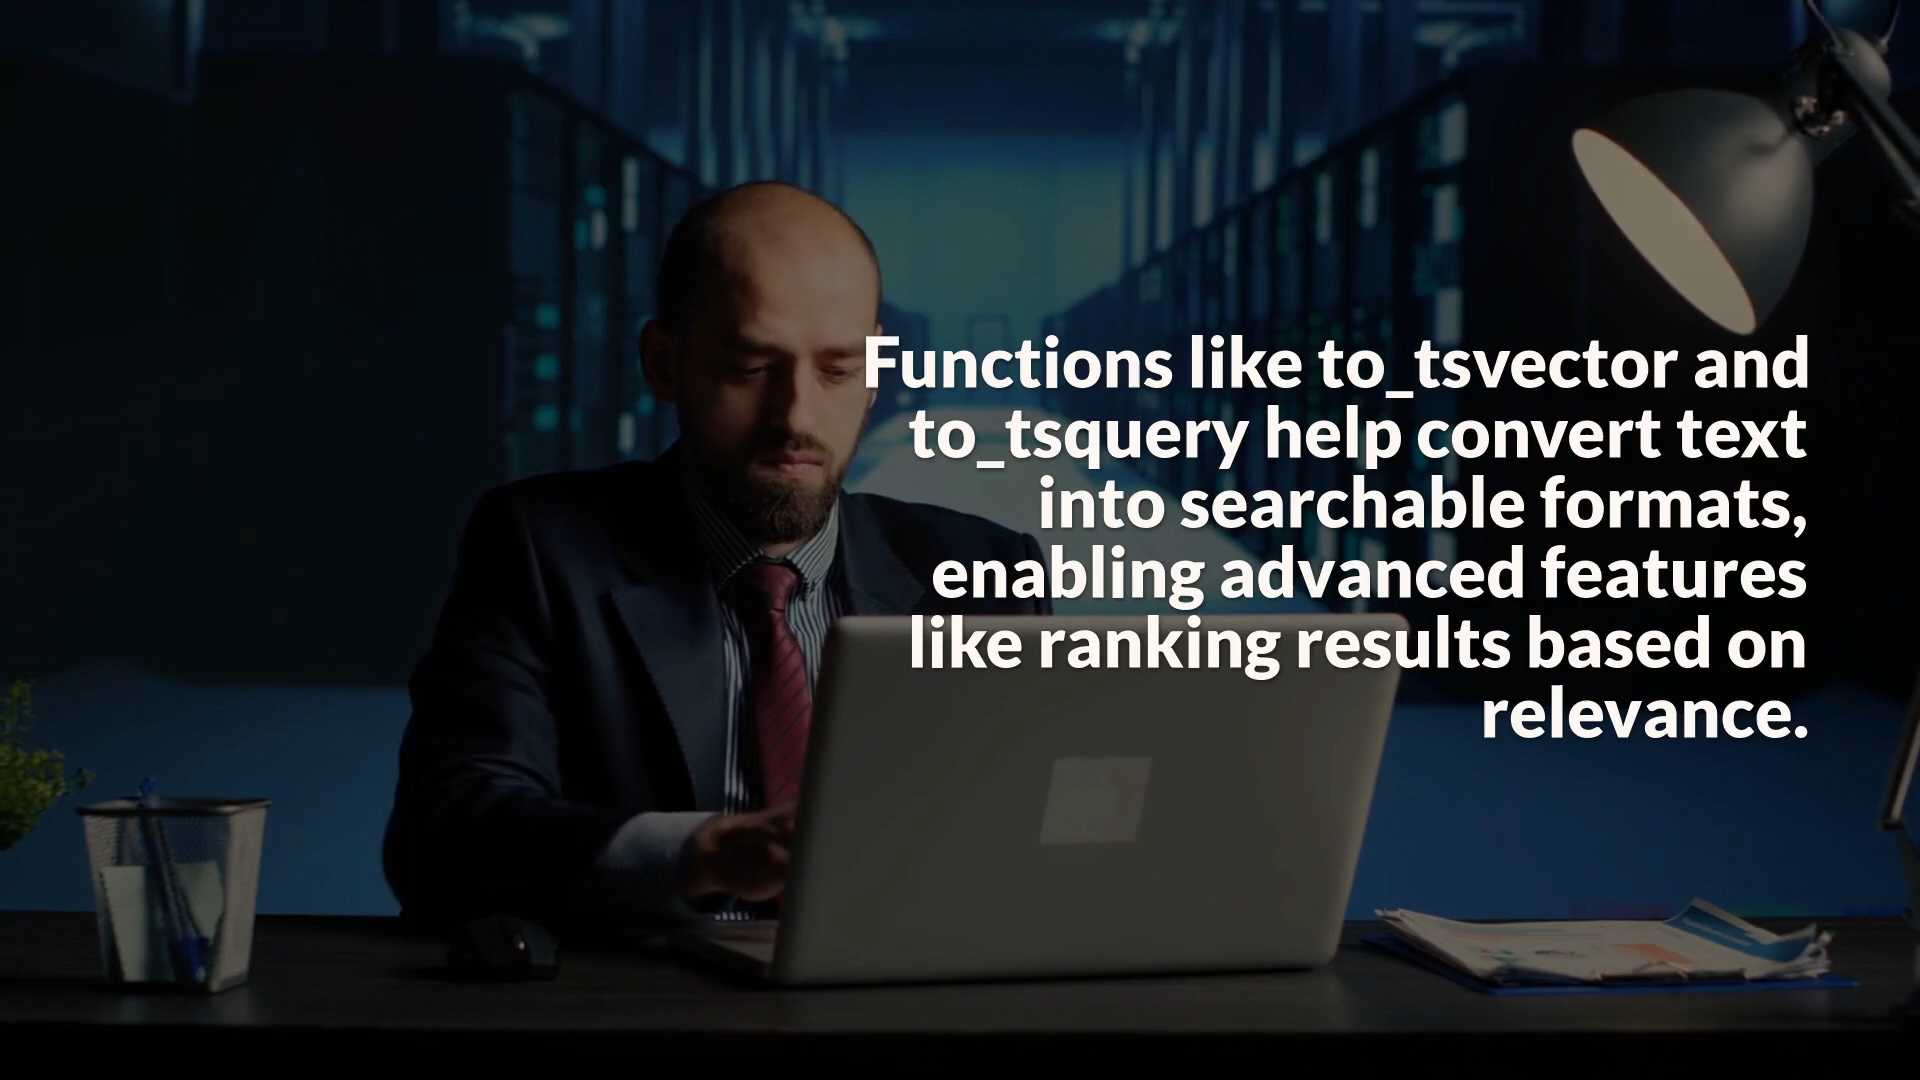 Functions like to_tsvector and
to_tsquery help convert text
into searchable formats,
enabling advanced features
like ranking results based on
relevance.